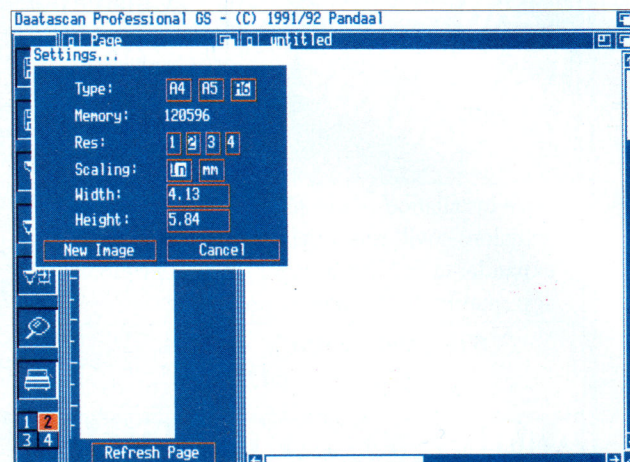 Daatascan Professional GS - (C) 1991/92 Pandaal
Page
untitled
Settings...
Type: A4 A5 A6
Memory: 120596
Res: 1 2 3 4
Scaling: In mm
Width: 4.13
Height: 5.84
New Image Cancel
1 2
3 4
Refresh Page